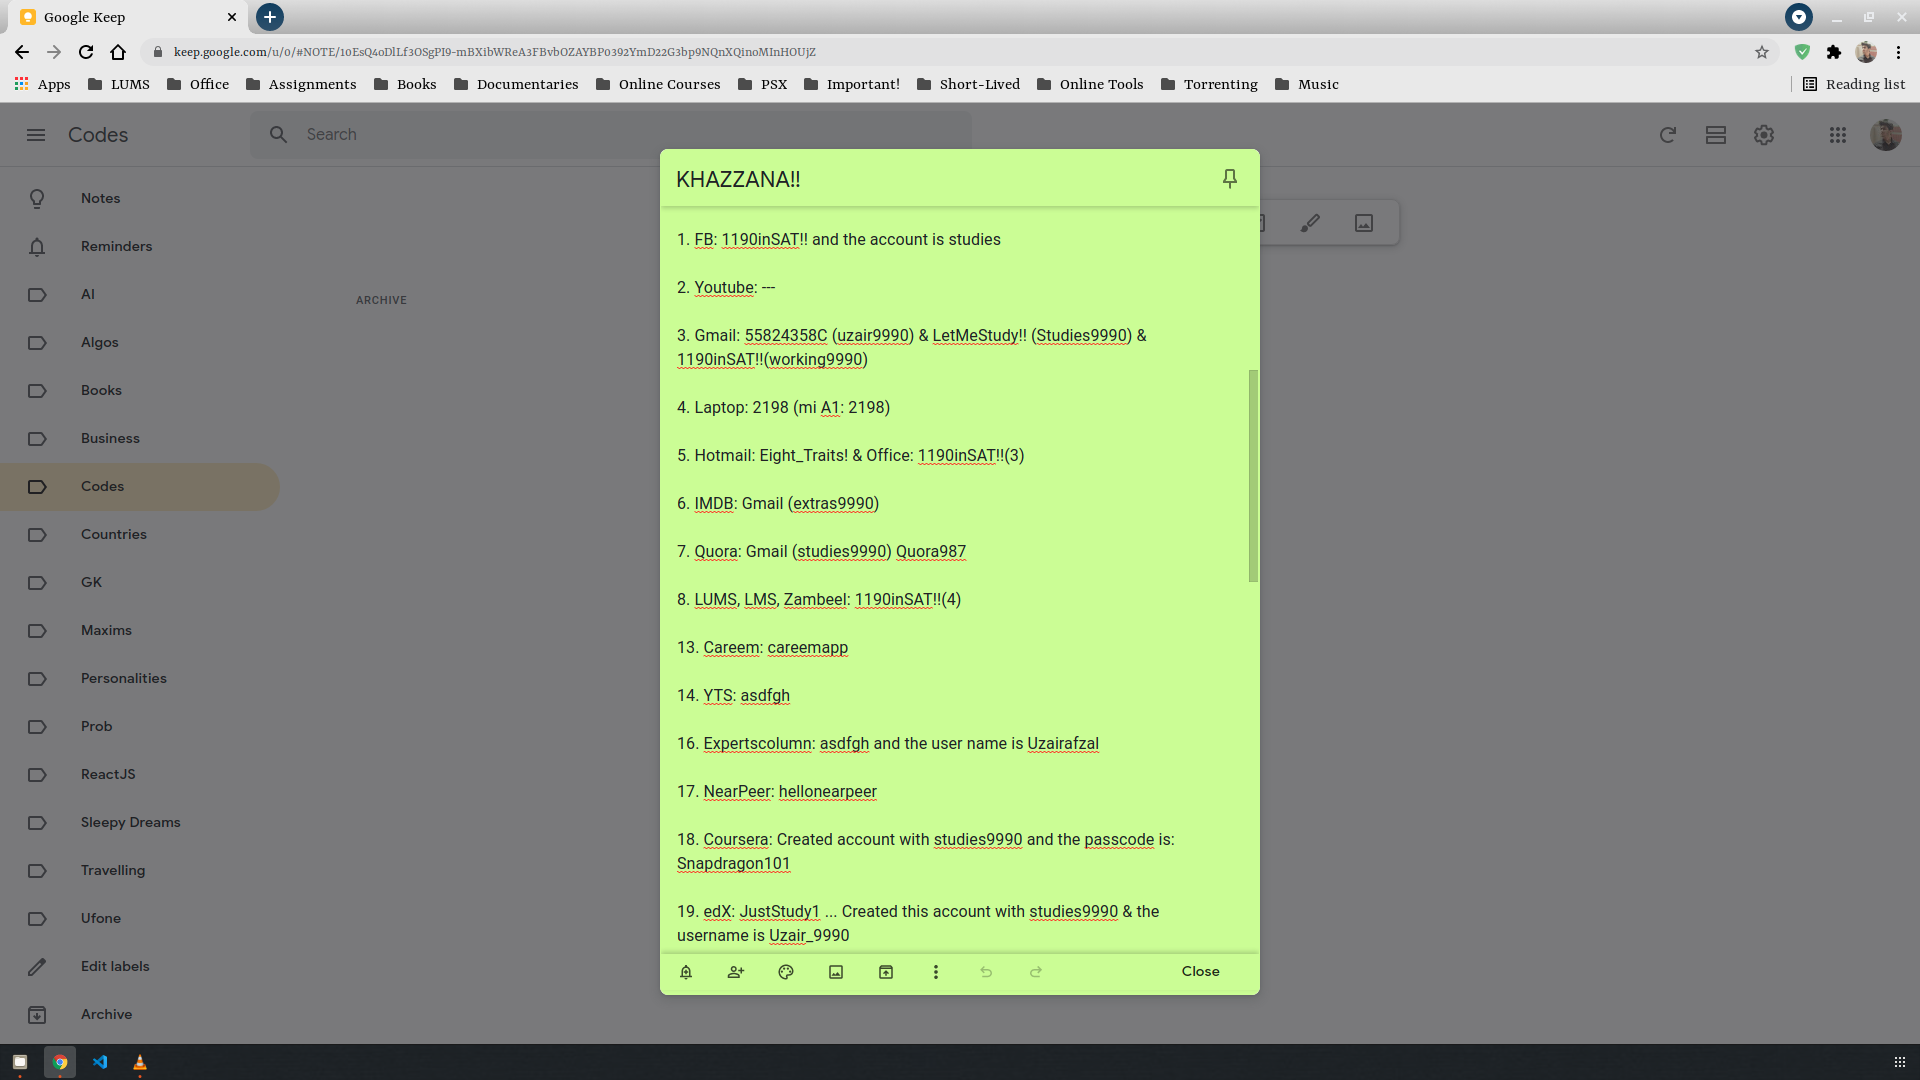 Google Keep
keep.google.com/u/0/#NOTE/10EsQ40DlLf3OSgPI9-mBXibWReA3FBvbOZAYBP0392YmD22G3bp9NQnXQinoMInHOUjZ
Apps LUMS Office Assignments Books Documentaries Online Courses PSX Important! Short-Lived Online Tools Torrenting Music Reading list
Codes
Search
Notes
Reminders
AI
Algos
Books
Business
Codes
Countries
GK
Maxims
Personalities
Prob
ReactJS
Sleepy Dreams
Travelling
Ufone
Edit labels
Archive
ARCHIVE
KHAZZANA!!
1. FB: 1190inSAT!! and the account is studies
2. Youtube: ---
3. Gmail: 55824358C (uzair9990) & LetMeStudy!! (Studies9990) &
1190inSAT!!(working9990)
4. Laptop: 2198 (mi A1: 2198)
5. Hotmail: Eight_Traits! & Office: 1190inSAT!!(3)
6. IMDB: Gmail (extras9990)
7. Quora: Gmail (studies9990) Quora987
8. LUMS, LMS, Zambeel: 1190inSAT!!(4)
13. Careem: careemapp
14. YTS: asdfgh
16. Expertscolumn: asdfgh and the user name is Uzairafzal
17. NearPeer: hellonearpeer
18. Coursera: Created account with studies9990 and the passcode is:
Snapdragon101
19. edX: JustStudy1 ... Created this account with studies9990 & the
username is Uzair_9990
Close